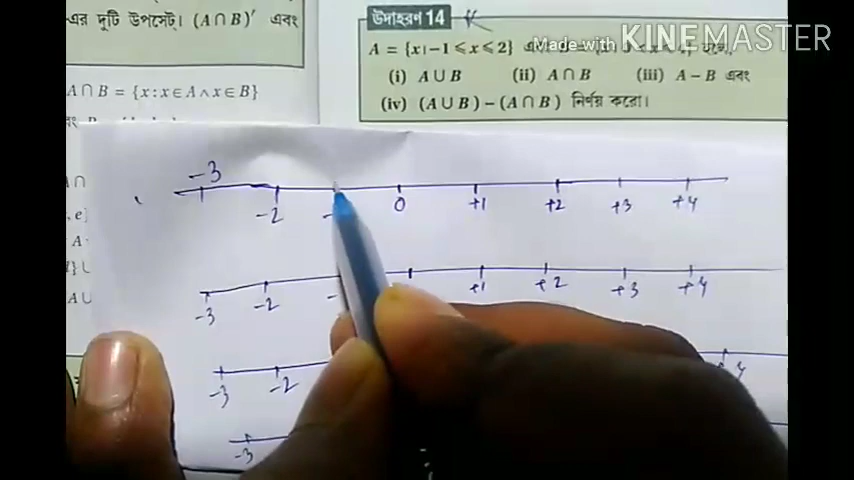 এর দুটি উপসেট। (A∩B)′ এবং
A∩B = {x : x∈A∧x∈B}
উদাহরণ 14
A = {x∣−1⩽x⩽2}
Made with KINEMASTER
(i) A∪B (ii) A∩B (iii) A−B এবং
(iv) (A∪B)−(A∩B) নির্ণয় করো।
, e]
A∪
-3
-2 0 +1 +2 +3 +4
-3 -2 +1 +2 +3 +4
-3 -2
-3